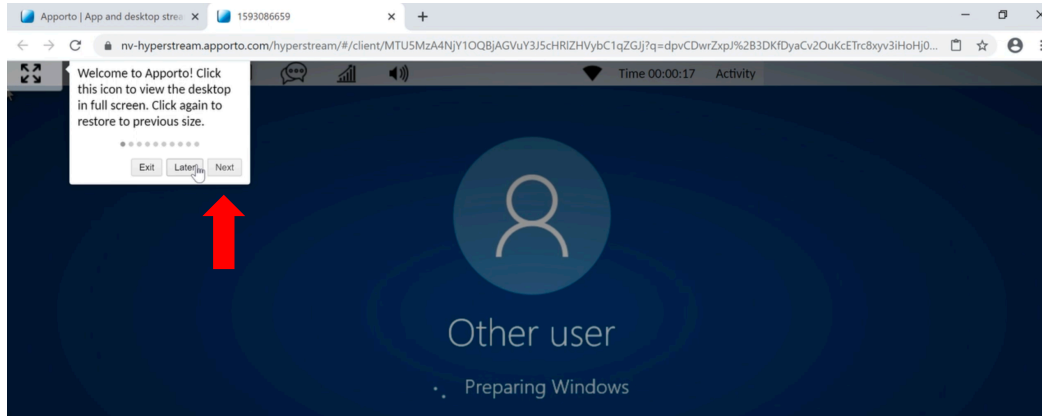 Apporto | App and desktop strea
1593086659
nv-hyperstream.apporto.com/hyperstream/#/client/MTU5MzA4NjY1OQBjAGVuY3J5cHRlZHVybC1qZGJj?q=dpvCDwrZxpJ%2B3DKfDyaCv2OuKcETrc8xyv3iHoHj0...
Welcome to Apporto! Click
this icon to view the desktop
in full screen. Click again to
restore to previous size.
Exit
Later
Next
Time 00:00:17
Activity
Other user
Preparing Windows